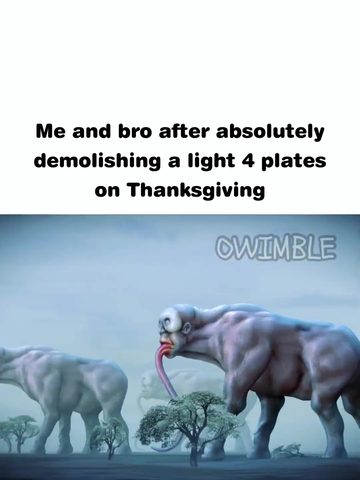 Me and bro after absolutely
demolishing a light 4 plates
on Thanksgiving
OWIMBLE